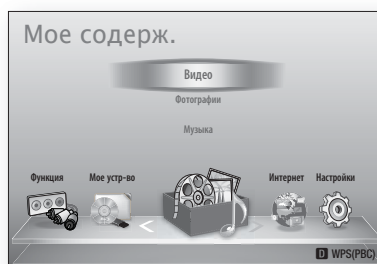 Мое содерж.
Видео
Фотографии
Музыка
Функция Мое устр-во Интернет Настройки
D WPS(PBC)